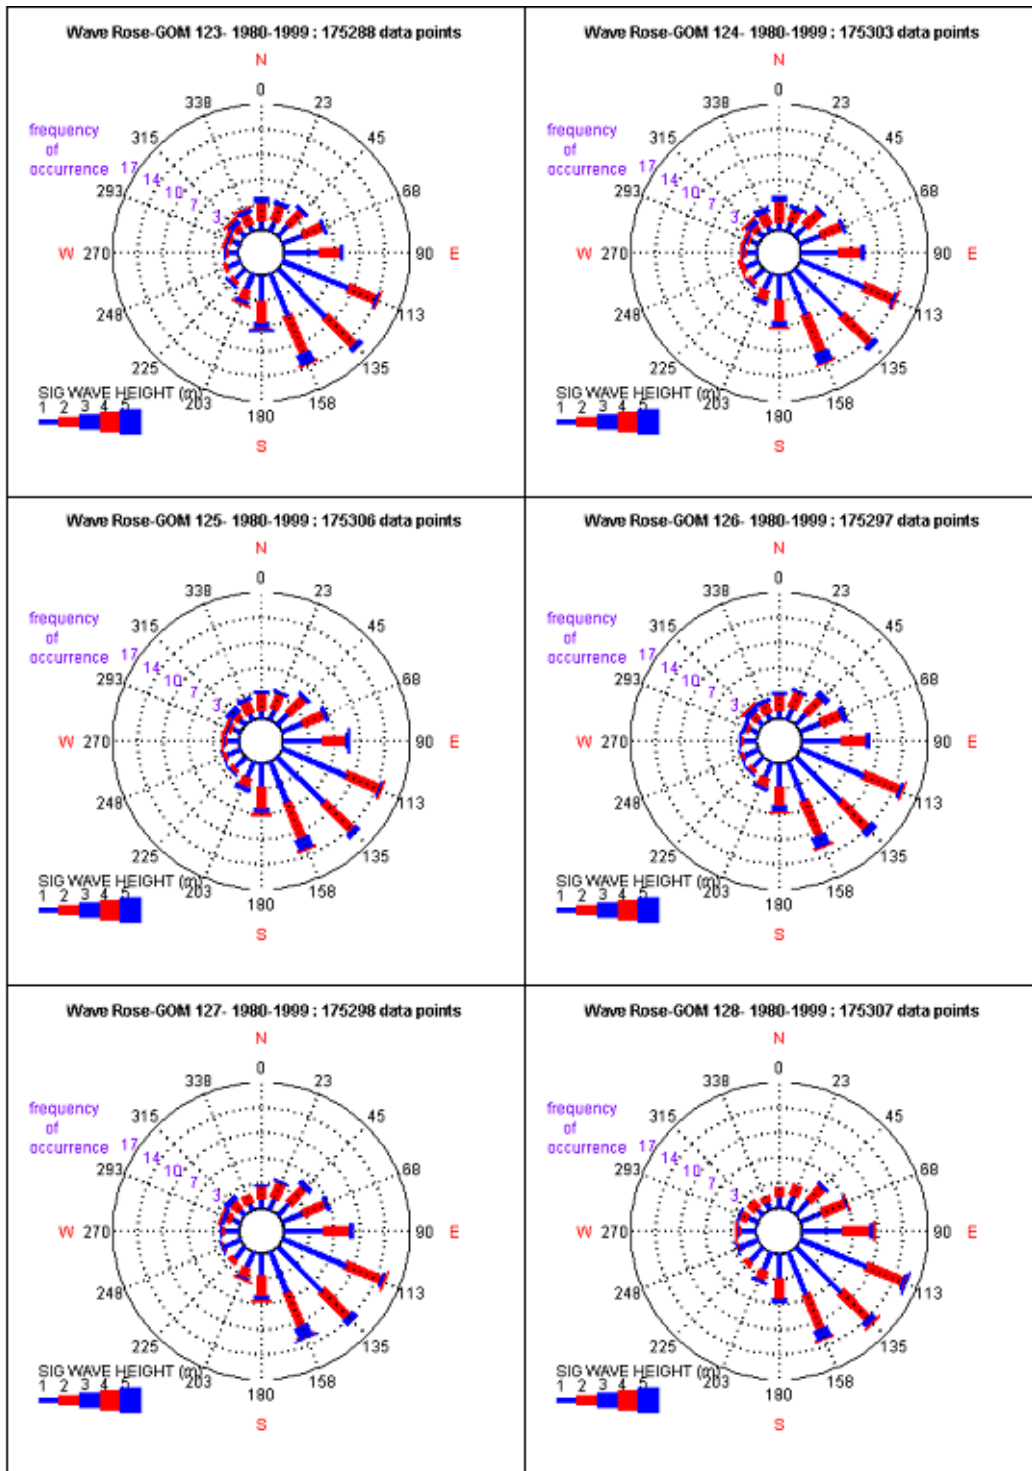 Wave Rose-GOM 123- 1980-1999 : 175288 data points
N
0
338 23
frequency
315 45
of
occurrence 17
14
293 10 68
7
3
W 270 90 E
248 113
225 135
SIG WAVE HEIGHT (m)
203 158
1 2 3 4 5
180
S
Wave Rose-GOM 124- 1980-1999 : 175303 data points
N
0
338 23
frequency
315 45
of
occurrence 17
14
293 10 68
7
3
W 270 90 E
248 113
225 135
SIG WAVE HEIGHT (m)
203 158
1 2 3 4 5
180
S
Wave Rose-GOM 125- 1980-1999 : 175306 data points
N
0
338 23
frequency
315 45
of
occurrence 17
14
293 10 68
7
3
W 270 90 E
248 113
225 135
SIG WAVE HEIGHT (m)
203 158
1 2 3 4 5
180
S
Wave Rose-GOM 126- 1980-1999 : 175297 data points
N
0
338 23
frequency
315 45
of
occurrence 17
14
293 10 68
7
3
W 270 90 E
248 113
225 135
SIG WAVE HEIGHT (m)
203 158
1 2 3 4 5
180
S
Wave Rose-GOM 127- 1980-1999 : 175298 data points
N
0
338 23
frequency
315 45
of
occurrence 17
14
293 10 68
7
3
W 270 90 E
248 113
225 135
SIG WAVE HEIGHT (m)
203 158
1 2 3 4 5
180
S
Wave Rose-GOM 128- 1980-1999 : 175307 data points
N
0
338 23
frequency
315 45
of
occurrence 17
14
293 10 68
7
3
W 270 90 E
248 113
225 135
SIG WAVE HEIGHT (m)
203 158
1 2 3 4 5
180
S